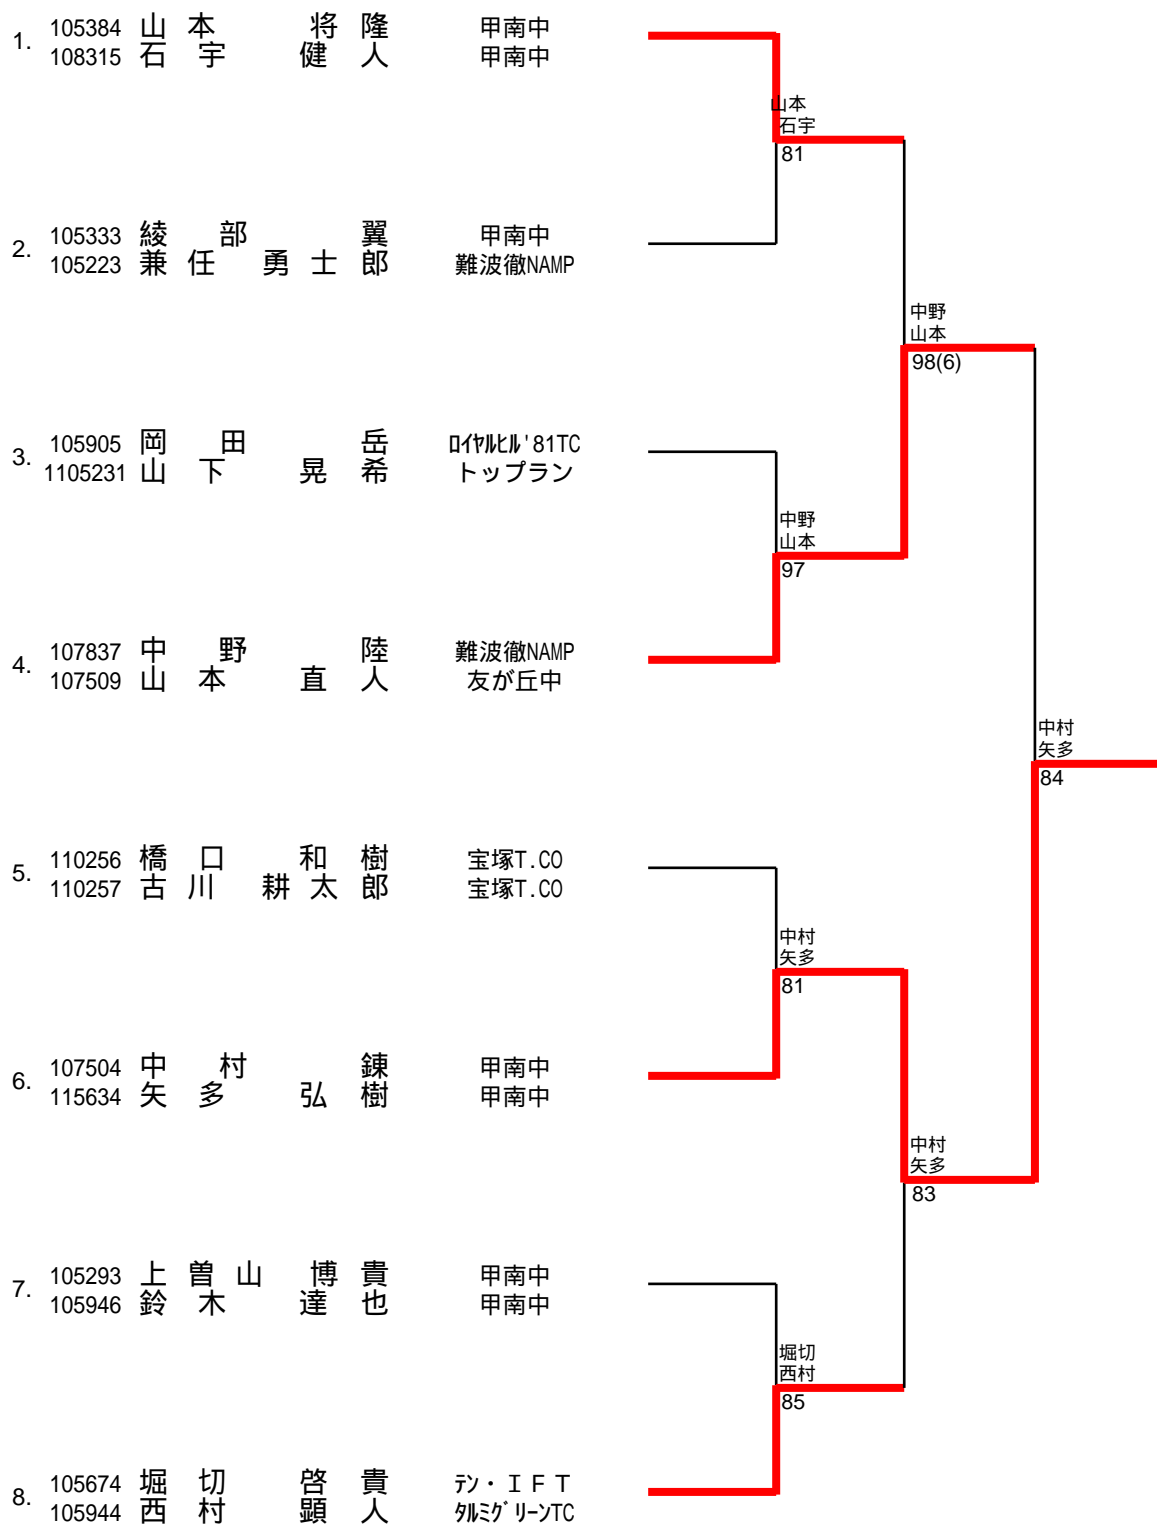 1. 105384 山本 将隆 甲南中
108315 石宇 健人 甲南中
山本
石宇
81
2. 105333 綾部 翼 甲南中
105223 兼任 勇士郎 難波徹NAMP
中野
山本
98(6)
3. 105905 岡田 岳 ﾛｲﾔﾙﾋﾙ'81TC
1105231 山下 晃希 トップラン
中野
山本
97
4. 107837 中野 陸 難波徹NAMP
107509 山本 直人 友が丘中
中村
矢多
84
5. 110256 橋口 和樹 宝塚T.CO
110257 古川 耕太郎 宝塚T.CO
中村
矢多
81
6. 107504 中村 錬 甲南中
115634 矢多 弘樹 甲南中
中村
矢多
83
7. 105293 上曽山 博貴 甲南中
105946 鈴木 達也 甲南中
堀切
西村
85
8. 105674 堀切 啓貴 ﾃﾝ・ＩＦＴ
105944 西村 顕人 ﾀﾙﾐｸﾞﾘｰﾝTC